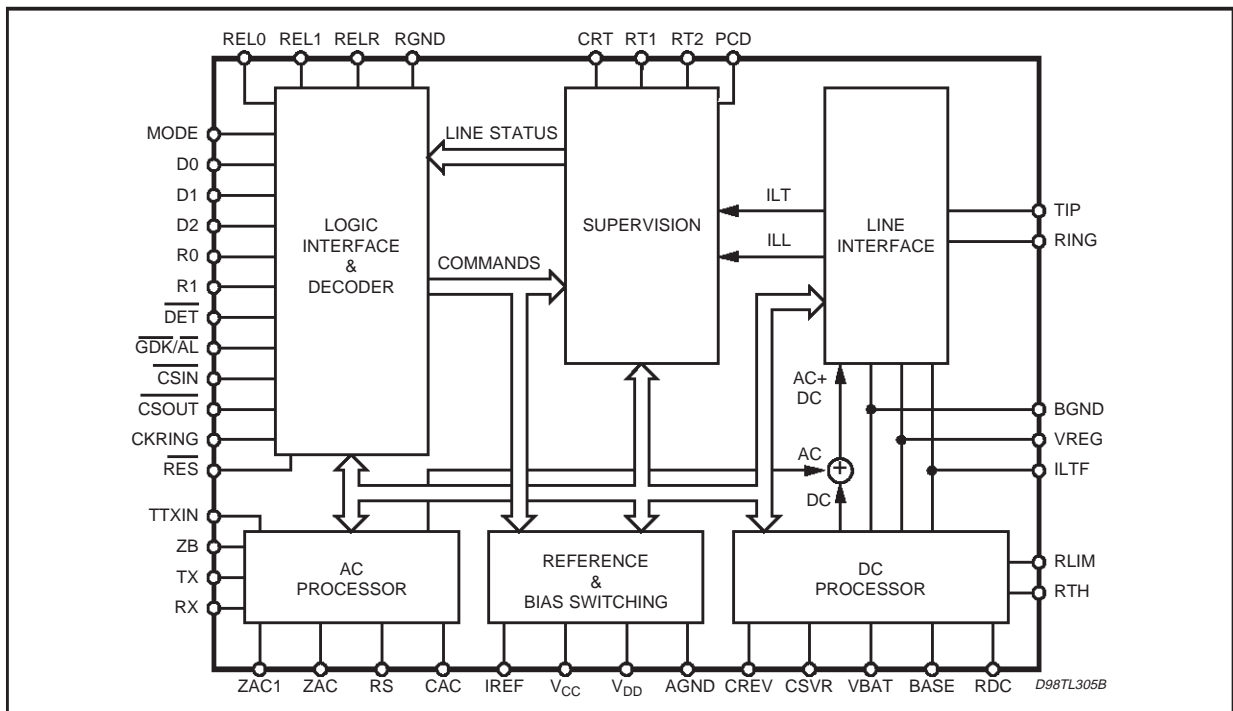 REL0 REL1 RELR RGND CRT RT1 RT2 PCD
MODE
D0
D1
D2
R0
R1
DET
GDK/AL
CSIN
CSOUT
CKRING
RES
TTXIN
ZB
TX
RX
LOGIC
INTERFACE
&
DECODER
LINE STATUS
COMMANDS
SUPERVISION
ILT
ILL
LINE
INTERFACE
TIP
RING
AC+
DC
AC
+
DC
BGND
VREG
ILTF
AC
PROCESSOR
REFERENCE
&
BIAS SWITCHING
DC
PROCESSOR
RLIM
RTH
ZAC1 ZAC RS CAC IREF VCC VDD AGND CREV CSVR VBAT BASE RDC
D98TL305B